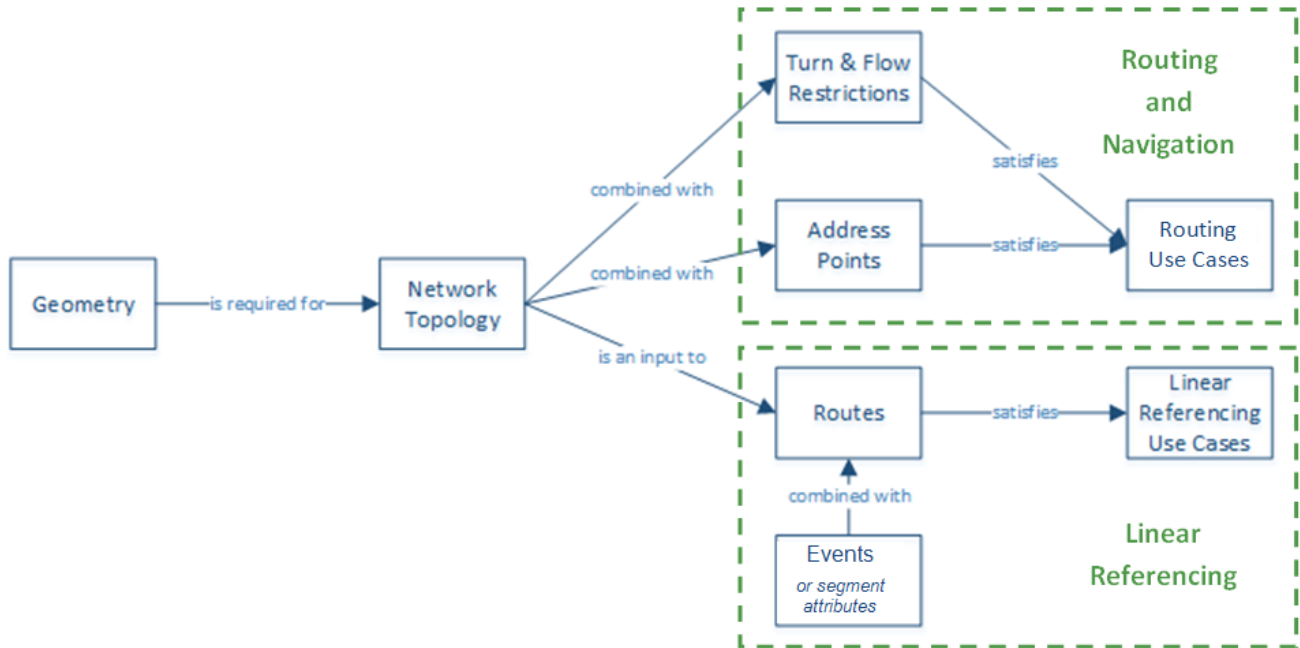 Turn & Flow
Restrictions
Routing
and
Navigation
satisfies
combined with
Address
Points
satisfies
Routing
Use Cases
combined with
Geometry
is required for
Network
Topology
is an input to
Routes
satisfies
Linear
Referencing
Use Cases
combined with
Events
or segment
attributes
Linear
Referencing